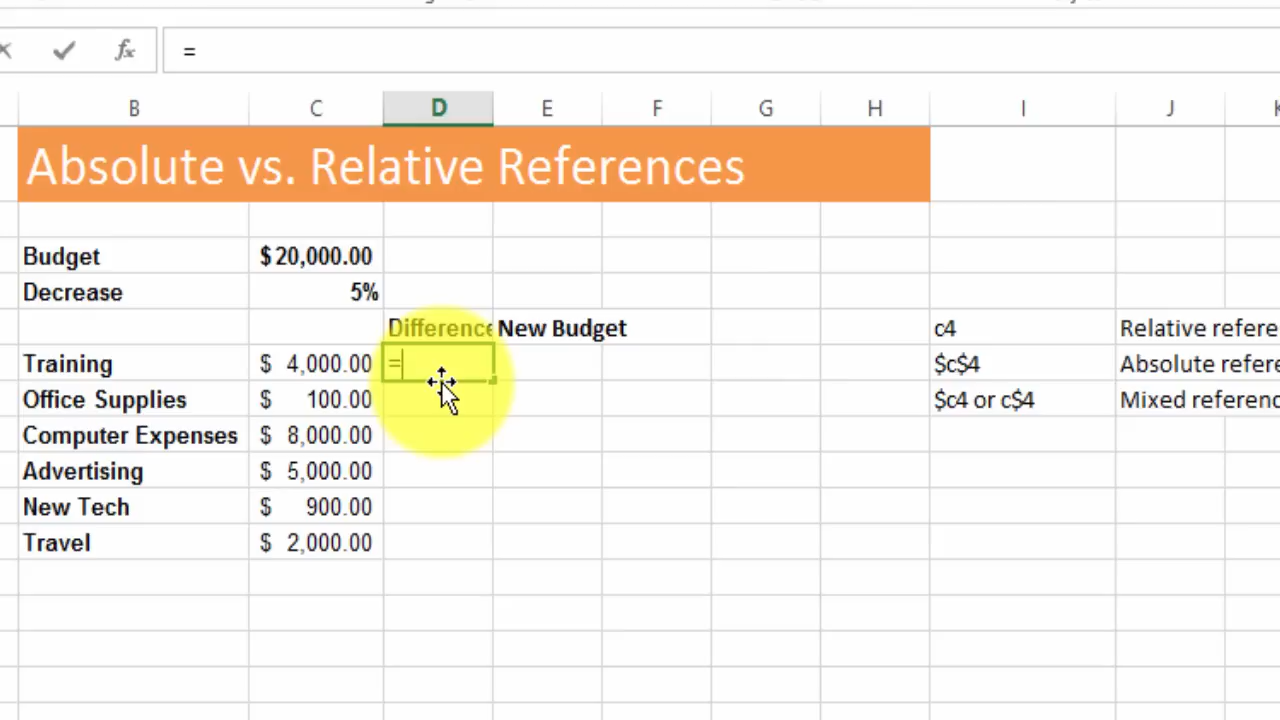 fx =
B C D E F G H I J
Absolute vs. Relative References
Budget $20,000.00
Decrease 5%
Difference New Budget c4 Relative refere
Training $ 4,000.00 = $c$4 Absolute refere
Office Supplies $ 100.00 $c4 or c$4 Mixed referenc
Computer Expenses $ 8,000.00
Advertising $ 5,000.00
New Tech $ 900.00
Travel $ 2,000.00